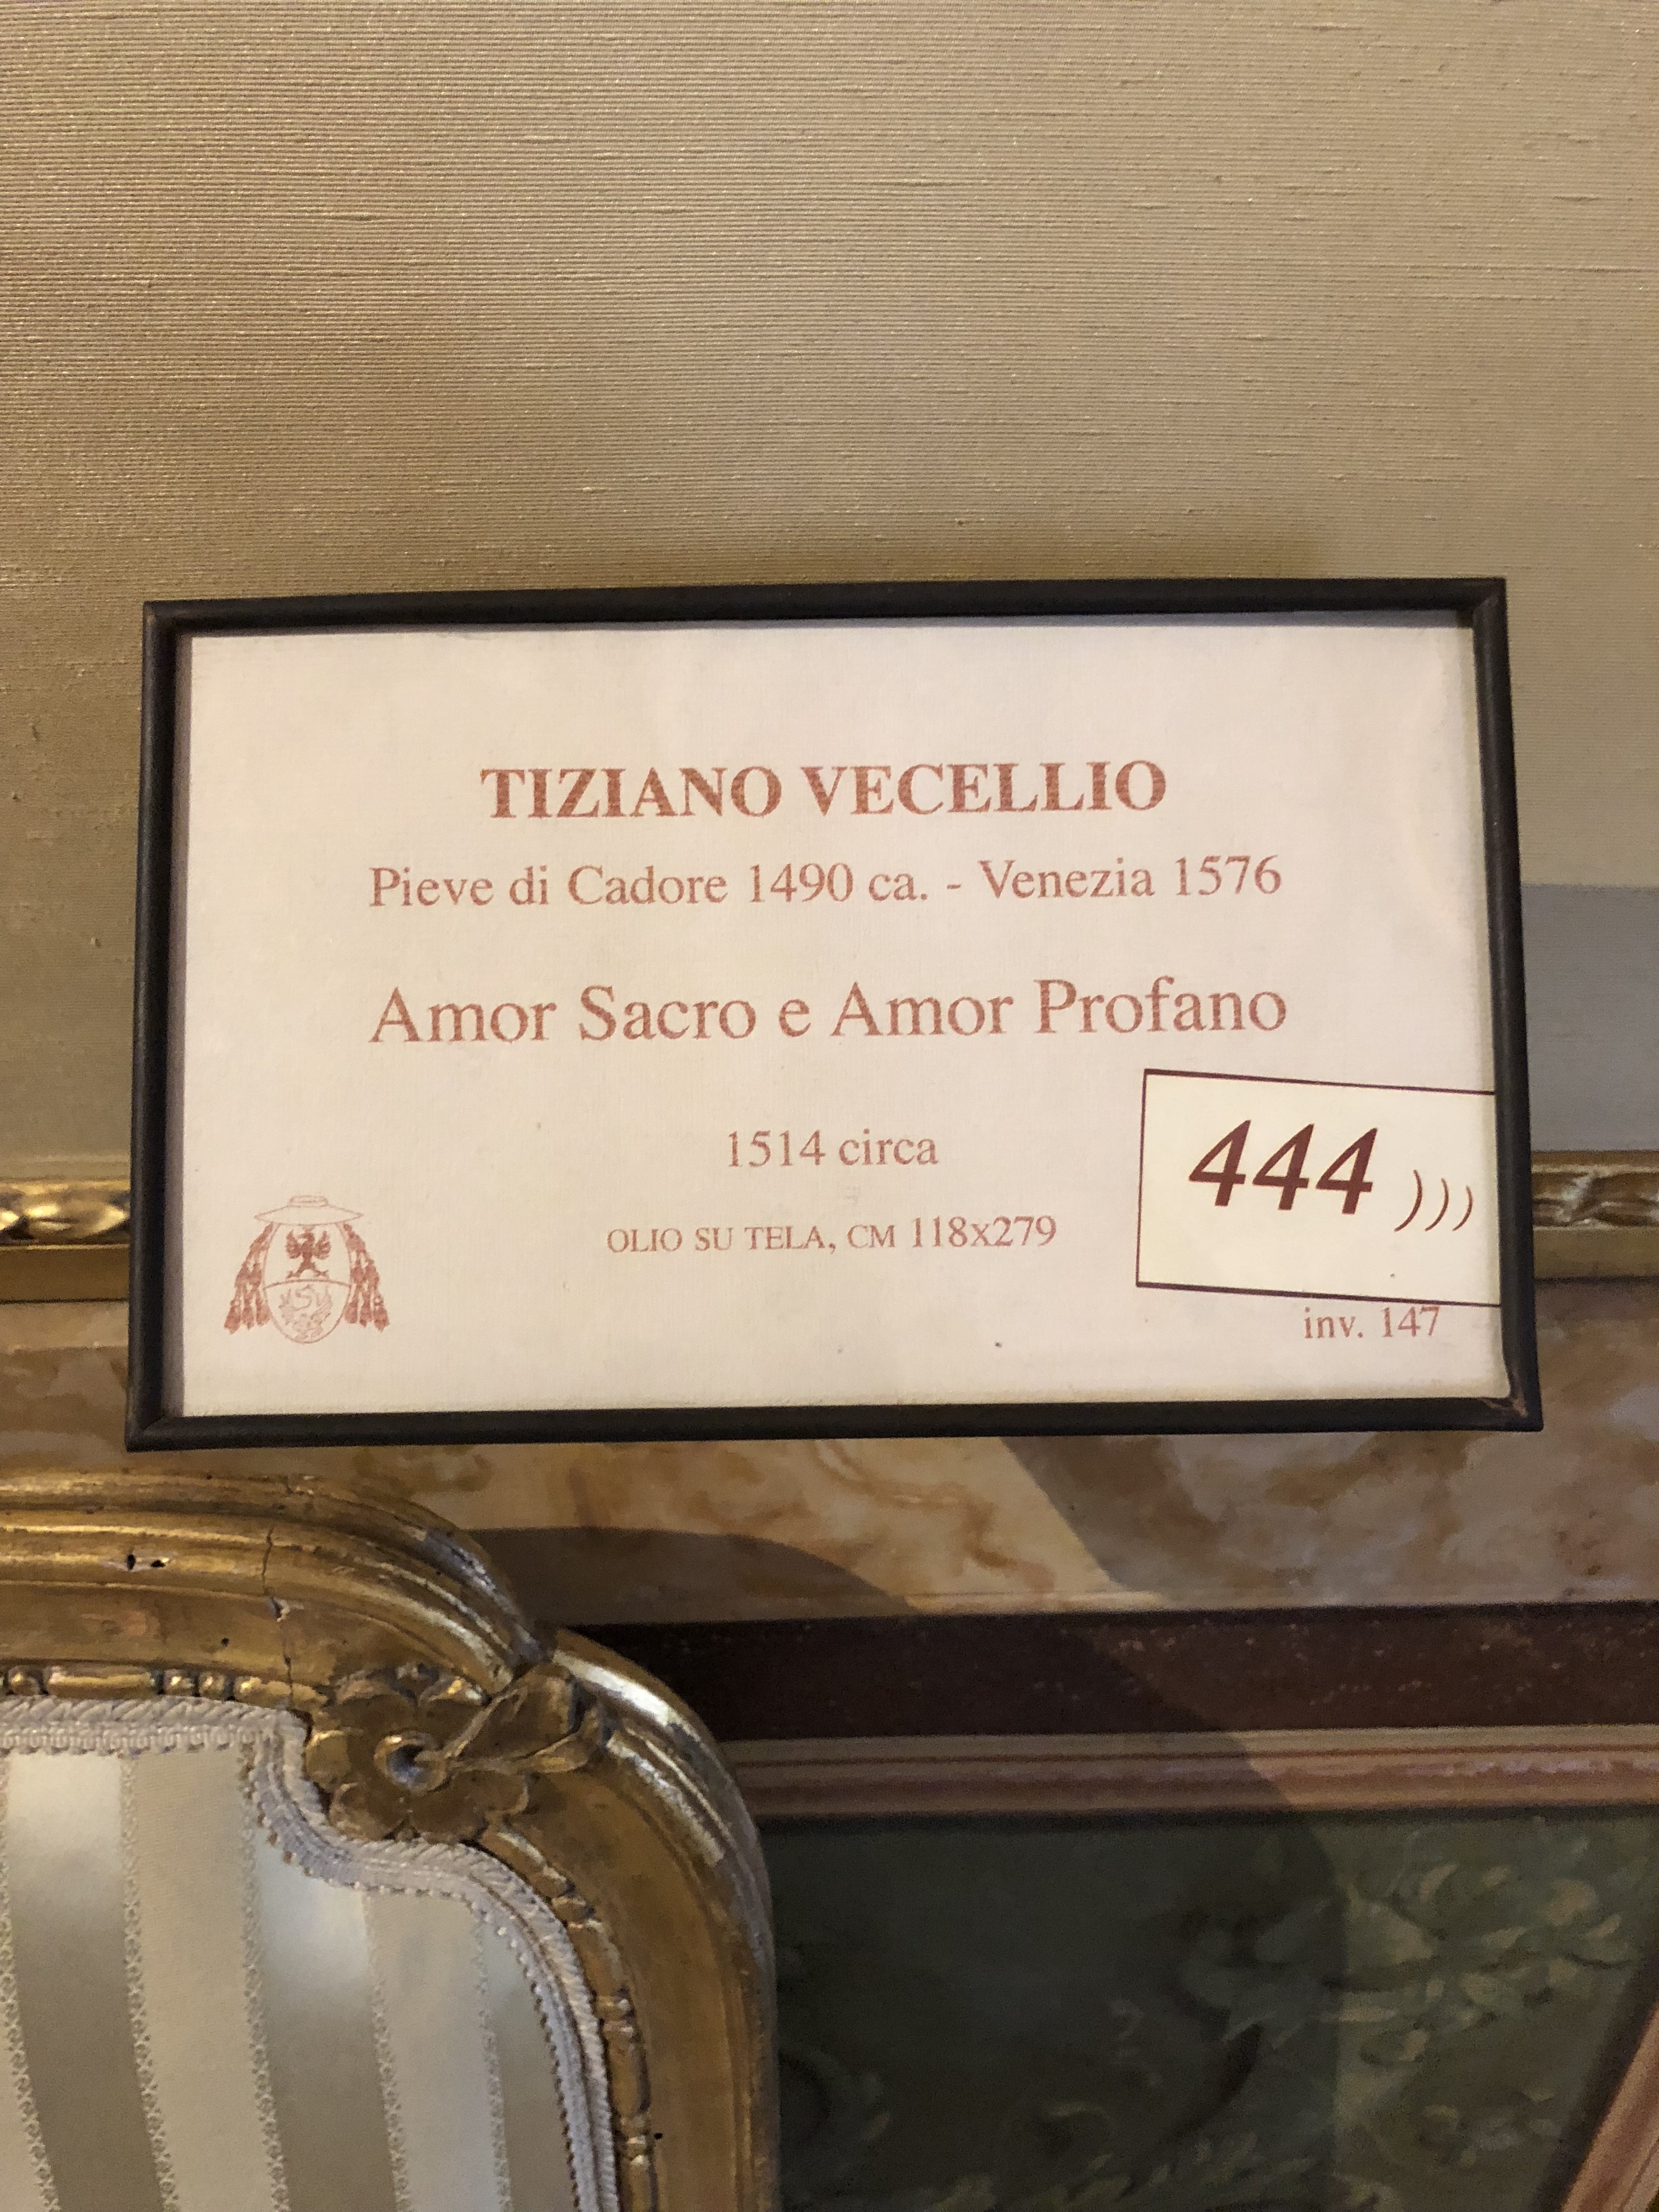 TIZIANO VECELLIO
Pieve di Cadore 1490 ca. - Venezia 1576
Amor Sacro e Amor Profano
1514 circa
OLIO SU TELA, CM 118x279
444 )))
inv. 147